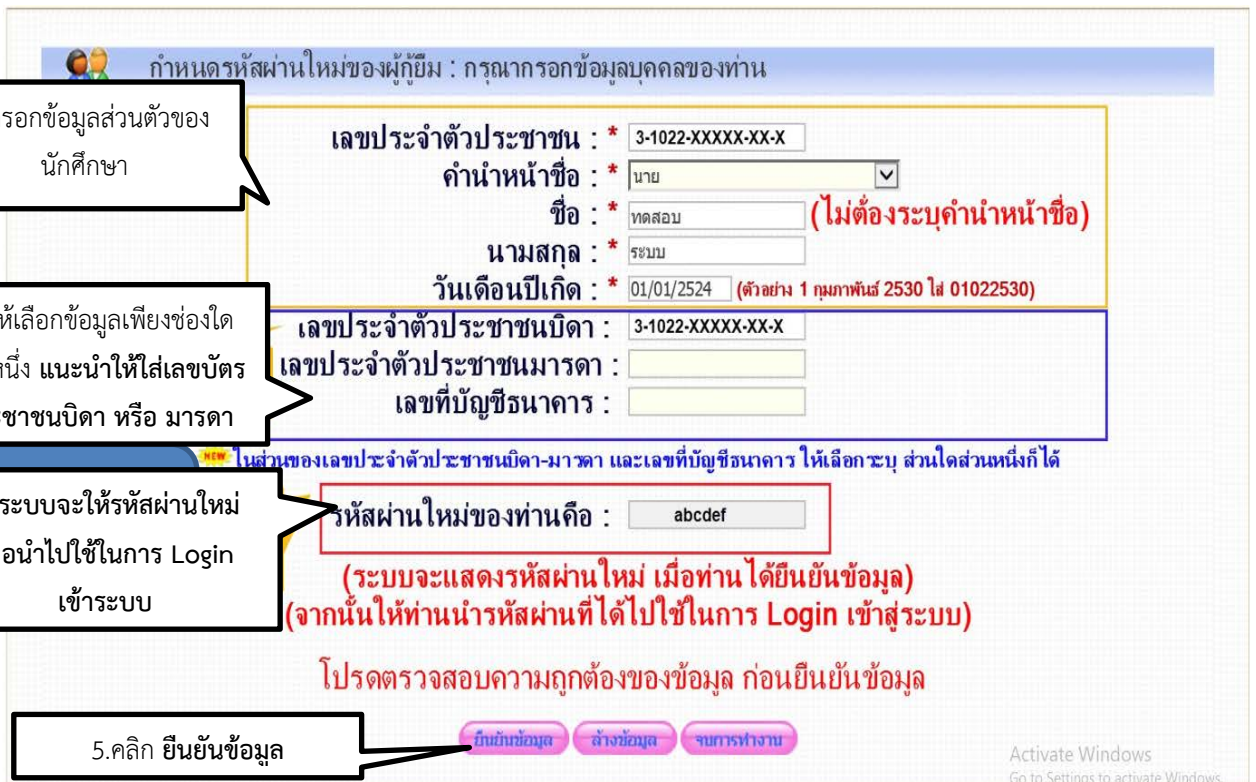 กำหนดรหัสผ่านใหม่ของผู้กู้ยืม : กรุณากรอกข้อมูลบุคคลของท่าน
รอกข้อมูลส่วนตัวของ
นักศึกษา
เลขประจำตัวประชาชน : * 3-1022-XXXXX-XX-X
คำนำหน้าชื่อ : * นาย
ชื่อ : * ทดสอบ (ไม่ต้องระบุคำนำหน้าชื่อ)
นามสกุล : * ระบบ
วันเดือนปีเกิด : * 01/01/2524 (ตัวอย่าง 1 กุมภาพันธ์ 2530 ใส่ 01022530)
ห้เลือกข้อมูลเพียงช่องใด
นึ่ง แนะนำให้ใส่เลขบัตร
ะชาชนบิดา หรือ มารดา
เลขประจำตัวประชาชนบิดา : 3-1022-XXXXX-XX-X
เลขประจำตัวประชาชนมารดา :
เลขที่บัญชีธนาคาร :
NEW ในส่วนของเลขประจำตัวประชาชนบิดา-มารดา และเลขที่บัญชีธนาคาร ให้เลือกระบุ ส่วนใดส่วนหนึ่งก็ได้
ระบบจะให้รหัสผ่านใหม่
อนำไปใช้ในการ Login
เข้าระบบ
รหัสผ่านใหม่ของท่านคือ : abcdef
(ระบบจะแสดงรหัสผ่านใหม่ เมื่อท่านได้ยืนยันข้อมูล)
(จากนั้นให้ท่านนำรหัสผ่านที่ได้ไปใช้ในการ Login เข้าสู่ระบบ)
โปรดตรวจสอบความถูกต้องของข้อมูล ก่อนยืนยันข้อมูล
5.คลิก ยืนยันข้อมูล
ยืนยันข้อมูล ล้างข้อมูล จบการทำงาน
Activate Windows
Go to Settings to activate Windows.